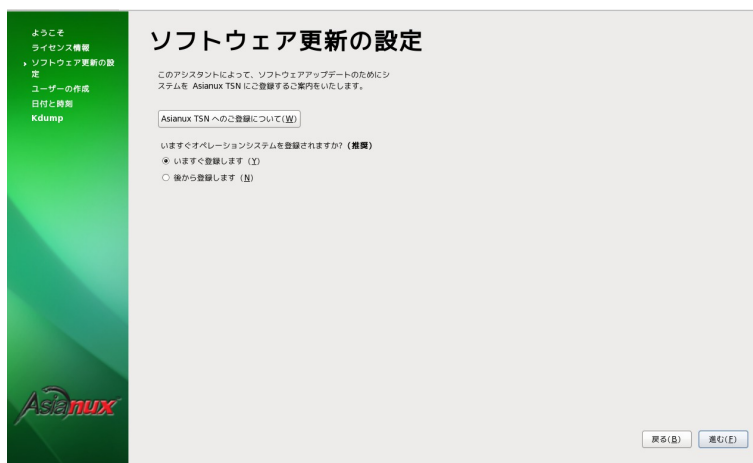 ようこそ
ライセンス情報
ソフトウェア更新の設
定
ユーザーの作成
日付と時刻
Kdump
ソフトウェア更新の設定
このアシスタントによって、ソフトウェアアップデートのためにシ
ステムを Asianux TSN にご登録するご案内をいたします。
Asianux TSN へのご登録について(W)
いますぐオペレーションシステムを登録されますか? (推奨)
いますぐ登録します (Y)
後から登録します (N)
Asianux
戻る(B) 進む(F)